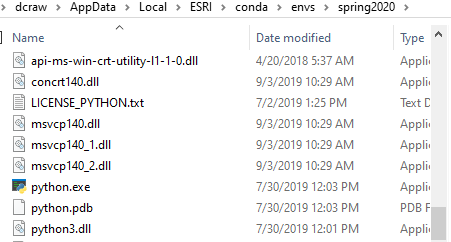 dcraw > AppData > Local > ESRI > conda > envs > spring2020 >
Name Date modified Type
api-ms-win-crt-utility-l1-1-0.dll 4/20/2018 5:37 AM Applic
concrt140.dll 9/3/2019 10:29 AM Applic
LICENSE_PYTHON.txt 7/2/2019 1:25 PM Text D
msvcp140.dll 9/3/2019 10:29 AM Applic
msvcp140_1.dll 9/3/2019 10:29 AM Applic
msvcp140_2.dll 9/3/2019 10:29 AM Applic
python.exe 7/30/2019 12:03 PM Applic
python.pdb 7/30/2019 12:03 PM PDB F
python3.dll 7/30/2019 12:01 PM Applic